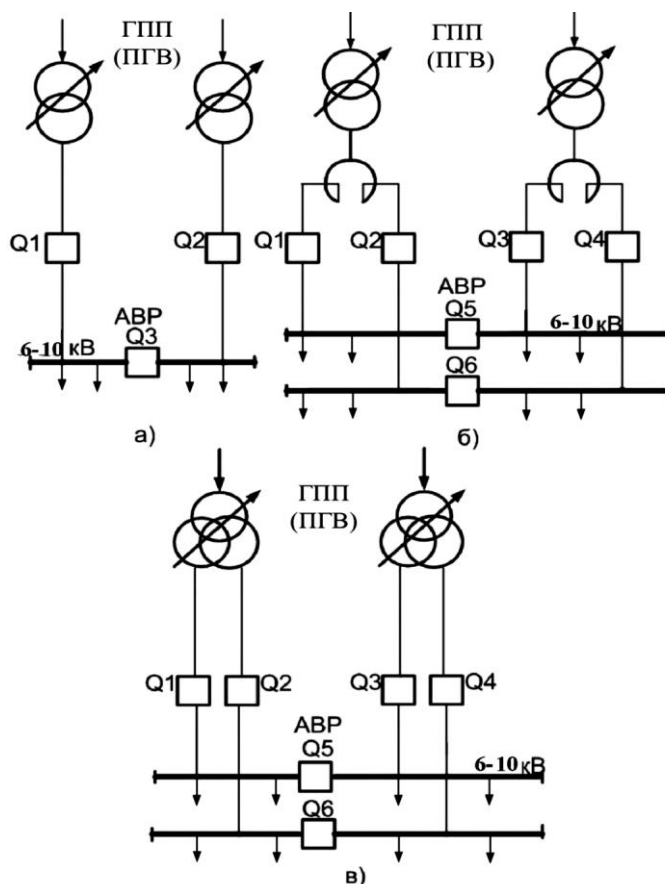 ГПП
(ПГВ)
Q1
Q2
АВР
Q3
6-10 кВ
а)
ГПП
(ПГВ)
Q1
Q2
Q3
Q4
АВР
Q5
6-10 кВ
Q6
б)
ГПП
(ПГВ)
Q1
Q2
Q3
Q4
АВР
Q5
6-10 кВ
Q6
в)